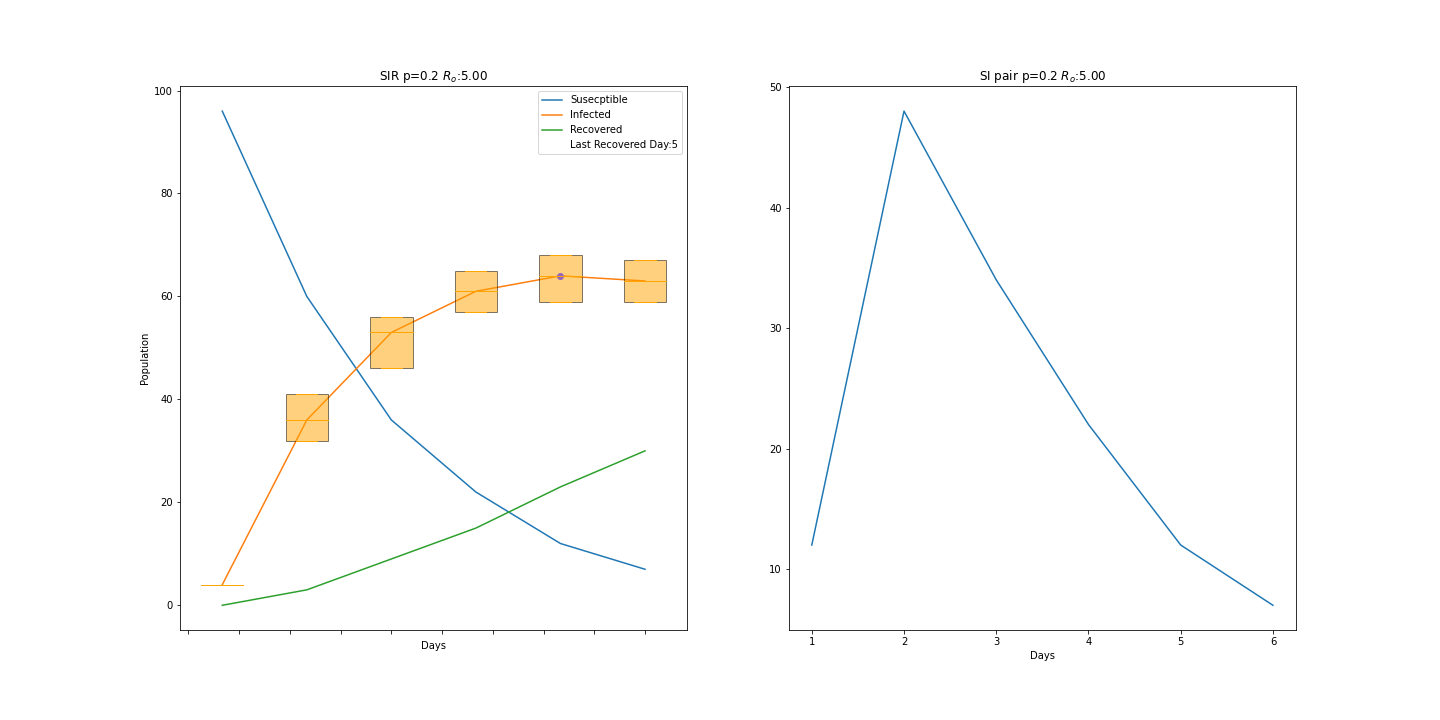 SIR p=0.2 Rₒ:5.00
100
80
60
40
20
0
Population
Days
Susecptible
Infected
Recovered
Last Recovered Day:5
SI pair p=0.2 Rₒ:5.00
50
40
30
20
10
1 2 3 4 5 6
Days